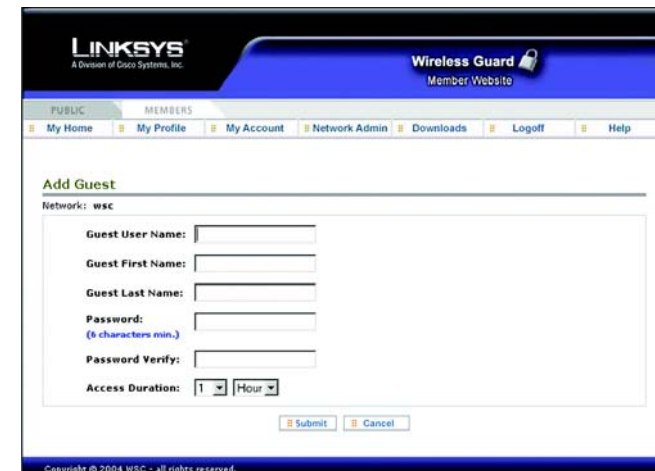 LINKSYS®
A Division of Cisco Systems, Inc.
Wireless Guard
Member Website
PUBLIC MEMBERS
My Home My Profile My Account Network Admin Downloads Logoff Help
Add Guest
Network: wsc
Guest User Name:
Guest First Name:
Guest Last Name:
Password:
(6 characters min.)
Password Verify:
Access Duration: 1 Hour
Submit Cancel
Copyright © 2004 WSC - all rights reserved.